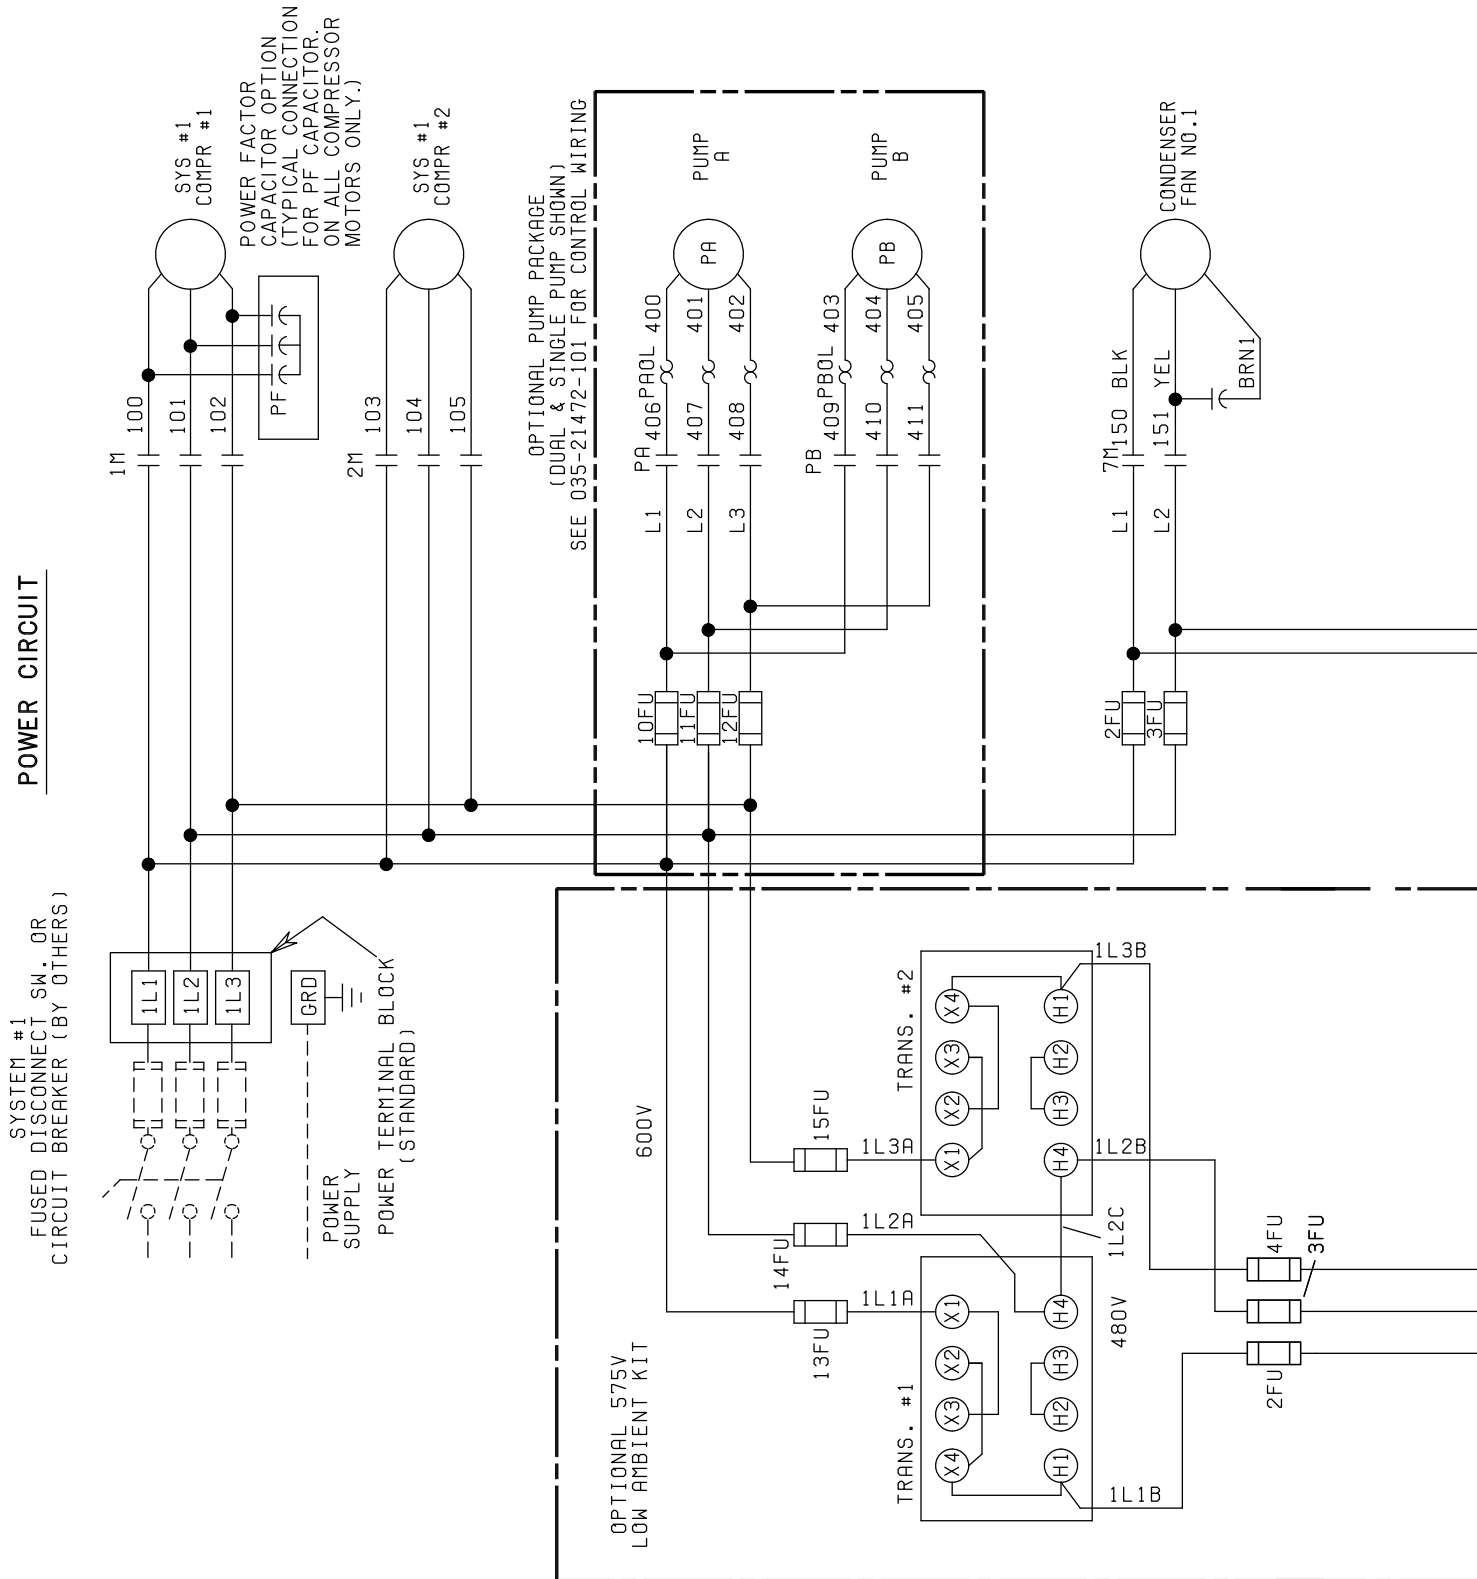 POWER CIRCUIT
SYSTEM #1
FUSED DISCONNECT SW. OR
CIRCUIT BREAKER (BY OTHERS)
1L1
1L2
1L3
GRD
POWER
SUPPLY
POWER TERMINAL BLOCK
(STANDARD)
1M
100
101
102
PF
SYS #1
COMPR #1
POWER FACTOR
CAPACITOR OPTION
(TYPICAL CONNECTION
FOR PF CAPACITOR.
ON ALL COMPRESSOR
MOTORS ONLY.)
2M
103
104
105
SYS #1
COMPR #2
OPTIONAL PUMP PACKAGE
(DUAL & SINGLE PUMP SHOWN)
SEE 035-21472-101 FOR CONTROL WIRING
10FU
11FU
12FU
L1
L2
L3
PA
406
407
408
PAOL
400
401
402
PA
PUMP
A
PB
409
410
411
PBOL
403
404
405
PB
PUMP
B
2FU
3FU
L1
L2
7M
150 BLK
151 YEL
BRN1
CONDENSER
FAN NO.1
OPTIONAL 575V
LOW AMBIENT KIT
600V
13FU
14FU
15FU
1L1A
1L2A
1L3A
TRANS. #1
X4
X3
X2
X1
H1
H2
H3
H4
TRANS. #2
X1
X2
X3
X4
H4
H3
H2
H1
1L1B
480V
1L2C
1L2B
1L3B
2FU
3FU
4FU